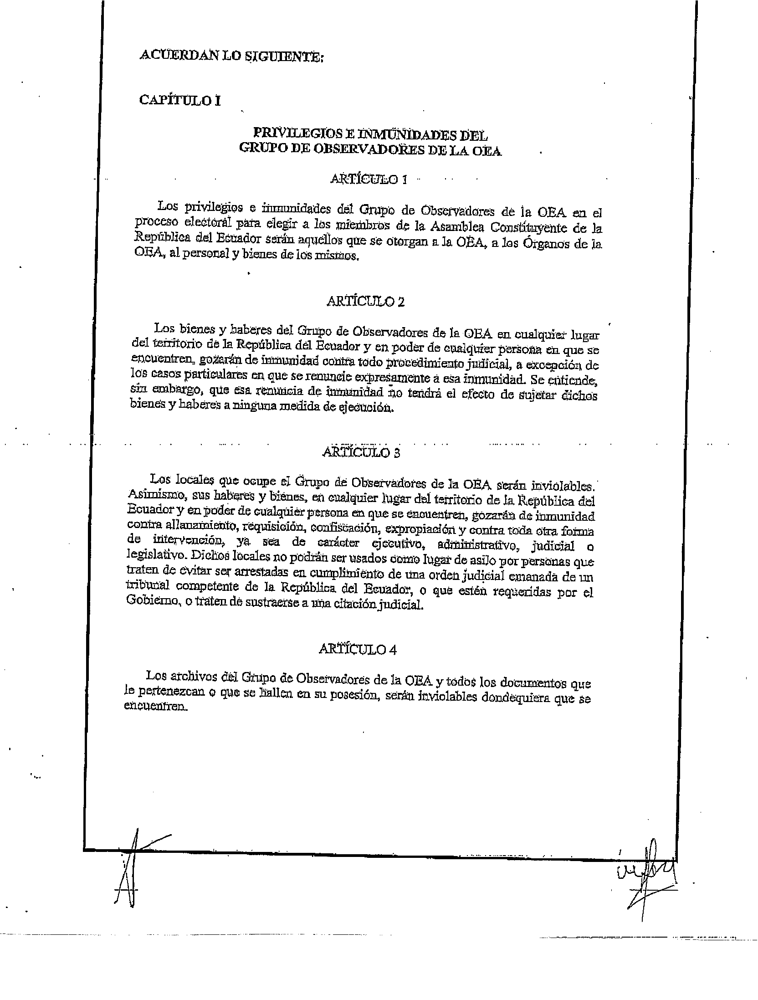 ACUERDAN LO SIGUIENTE:
CAPÍTULO I
PRIVILEGIOS E INMUNIDADES DEL
GRUPO DE OBSERVADORES DE LA OEA
ARTÍCULO 1
Los privilegios e inmunidades del Grupo de Observadores de la OEA en el
proceso electoral para elegir a los miembros de la Asamblea Constituyente de la
República del Ecuador serán aquellos que se otorgan a la OEA, a los Órganos de la
OEA, al personal y bienes de los mismos.
ARTÍCULO 2
Los bienes y haberes del Grupo de Observadores de la OEA en cualquier lugar
del territorio de la República del Ecuador y en poder de cualquier persona en que se
encuentren, gozarán de inmunidad contra todo procedimiento judicial, a excepción de
los casos particulares en que se renuncie expresamente a esa inmunidad. Se entiende,
sin embargo, que esa renuncia de inmunidad no tendrá el efecto de sujetar dichos
bienes y haberes a ninguna medida de ejecución.
ARTÍCULO 3
Los locales que ocupe el Grupo de Observadores de la OEA serán inviolables.
Asimismo, sus haberes y bienes, en cualquier lugar del territorio de la República del
Ecuador y en poder de cualquier persona en que se encuentren, gozarán de inmunidad
contra allanamiento, requisición, confiscación, expropiación y contra toda otra forma
de intervención, ya sea de carácter ejecutivo, administrativo, judicial o
legislativo. Dichos locales no podrán ser usados como lugar de asilo por personas que
traten de evitar ser arrestadas en cumplimiento de una orden judicial emanada de un
tribunal competente de la República del Ecuador, o que estén requeridas por el
Gobierno, o traten de sustraerse a una citación judicial.
ARTÍCULO 4
Los archivos del Grupo de Observadores de la OEA y todos los documentos que
le pertenezcan o que se hallen en su posesión, serán inviolables dondequiera que se
encuentren.